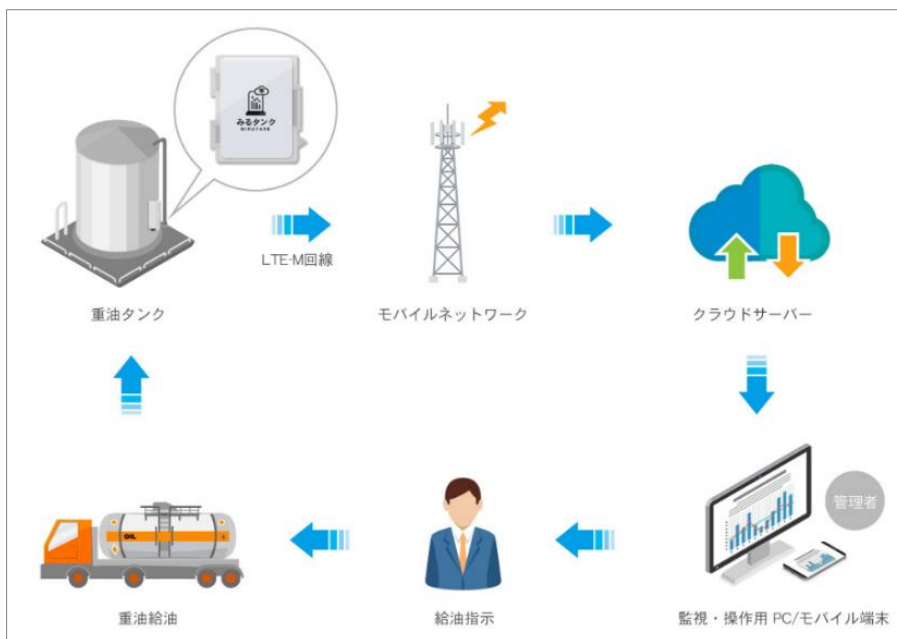 みるタンク
MIRUTANK
LTE-M回線
重油タンク
モバイルネットワーク
クラウドサーバー
管理者
OIL
重油給油
給油指示
監視・操作用 PC/モバイル端末